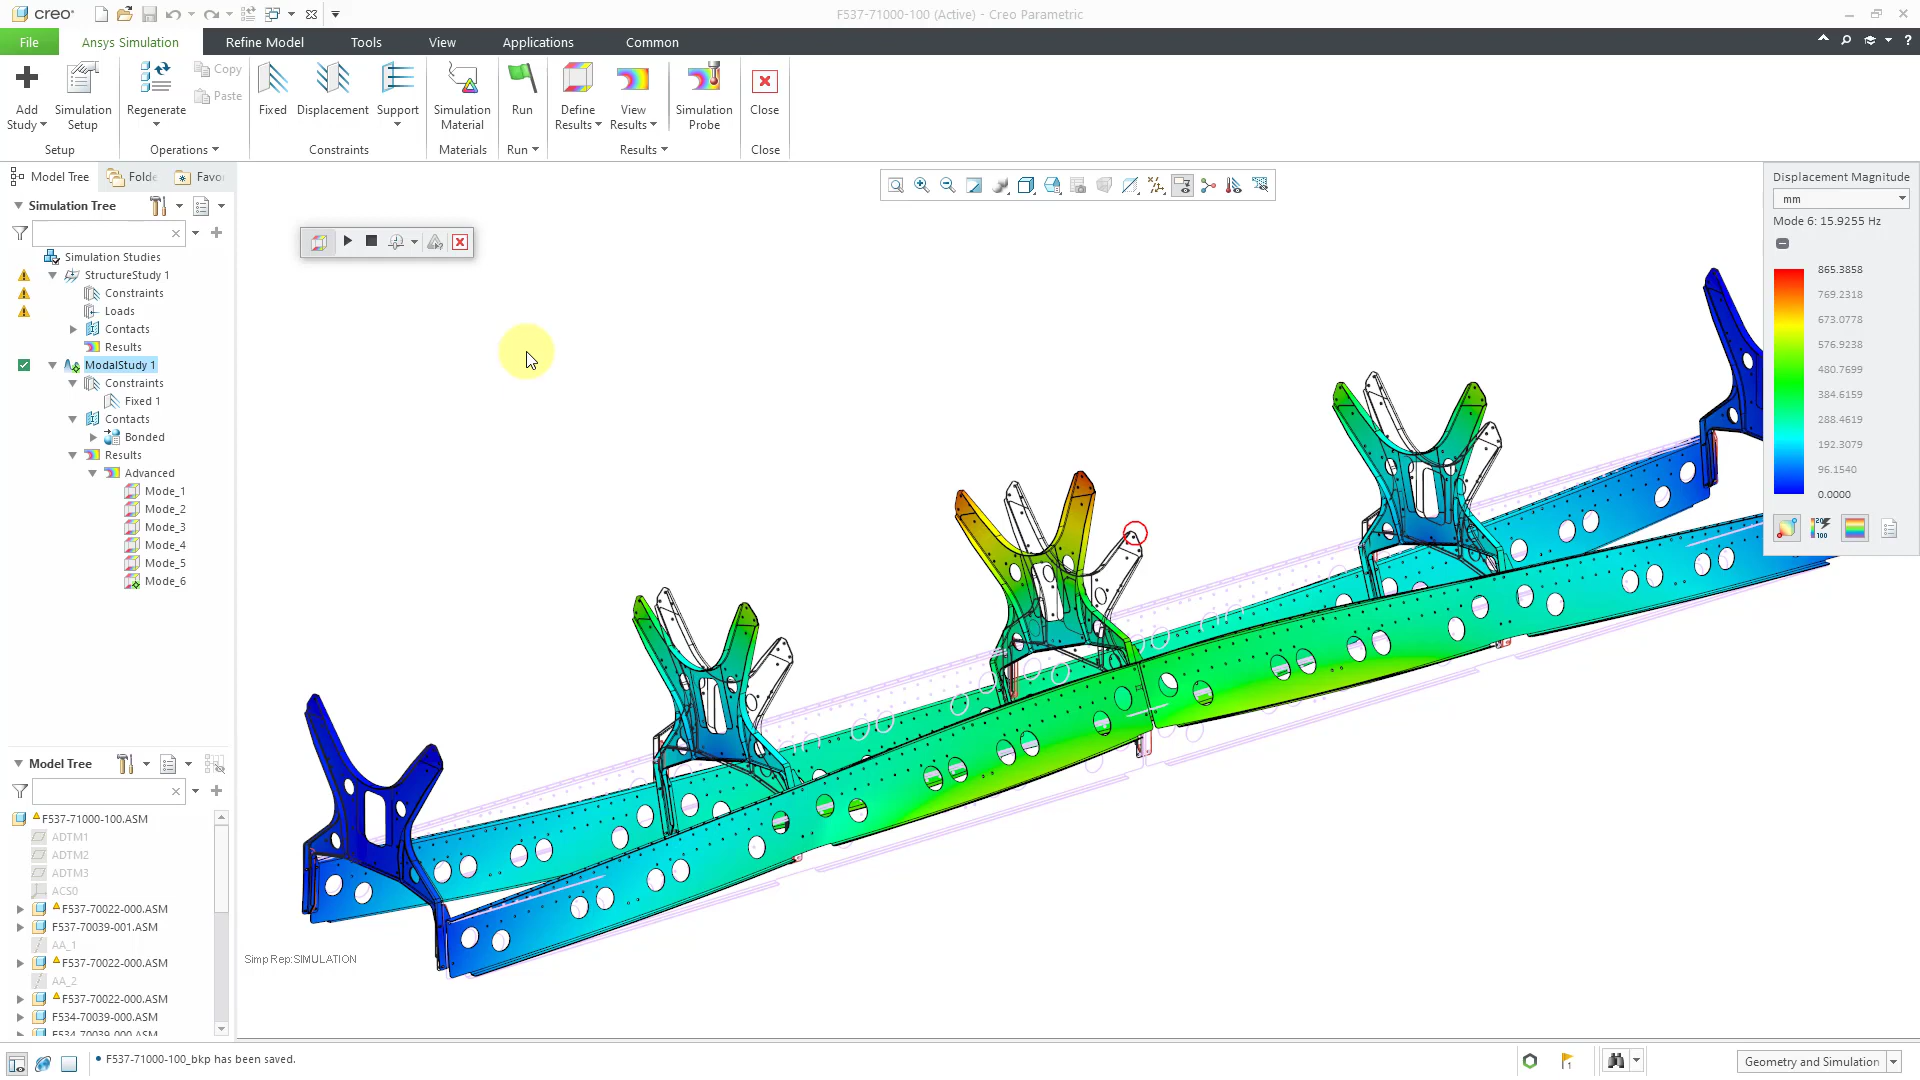 creo
F537-71000-100 (Active) - Creo Parametric
File
Ansys Simulation
Refine Model
Tools
View
Applications
Common
Add
Study
Simulation
Setup
Setup
Regenerate
Copy
Paste
Operations
Fixed
Displacement
Support
Constraints
Simulation
Material
Materials
Run
Run
Define
Results
View
Results
Simulation
Probe
Results
Close
Close
Model Tree
Folde
Favo
Simulation Tree
Simulation Studies
StructureStudy 1
Constraints
Loads
Contacts
Results
ModalStudy 1
Constraints
Fixed 1
Contacts
Bonded
Results
Advanced
Mode_1
Mode_2
Mode_3
Mode_4
Mode_5
Mode_6
Model Tree
F537-71000-100.ASM
ADTM1
ADTM2
ADTM3
ACS0
F537-70022-000.ASM
F537-70039-001.ASM
AA_1
F537-70022-000.ASM
AA_2
F537-70022-000.ASM
F534-70039-000.ASM
F534-70039-000.ASM
Simp Rep:SIMULATION
Displacement Magnitude
mm
Mode 6: 15.9255 Hz
865.3858
769.2318
673.0778
576.9238
480.7699
384.6159
288.4619
192.3079
96.1540
0.0000
F537-71000-100_bkp has been saved.
Geometry and Simulation